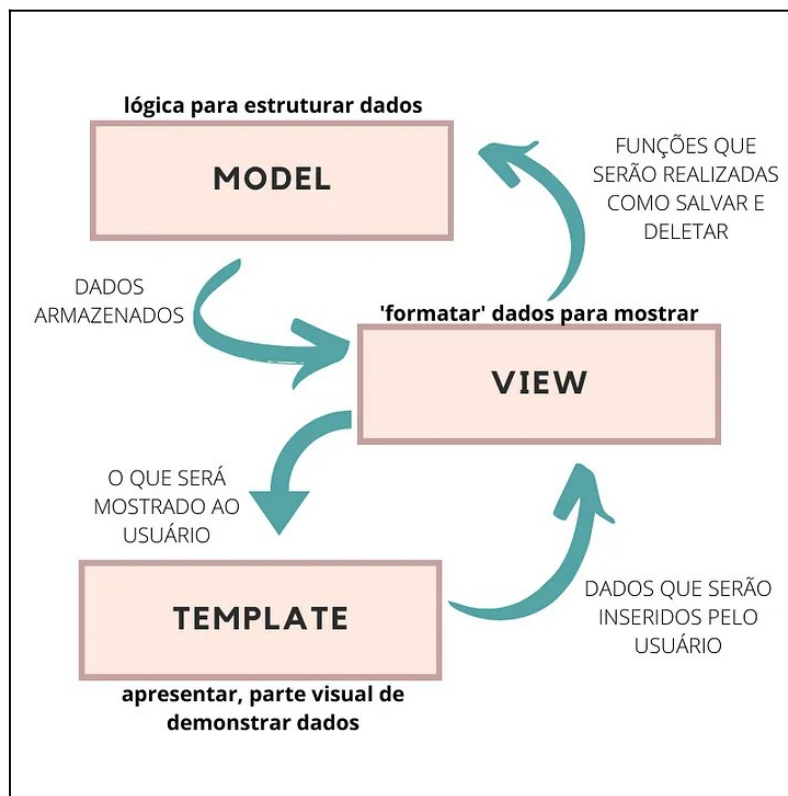 lógica para estruturar dados
MODEL
FUNÇÕES QUE
SERÃO REALIZADAS
COMO SALVAR E
DELETAR
DADOS
ARMAZENADOS
'formatar' dados para mostrar
VIEW
O QUE SERÁ
MOSTRADO AO
USUÁRIO
TEMPLATE
DADOS QUE SERÃO
INSERIDOS PELO
USUÁRIO
apresentar, parte visual de
demonstrar dados